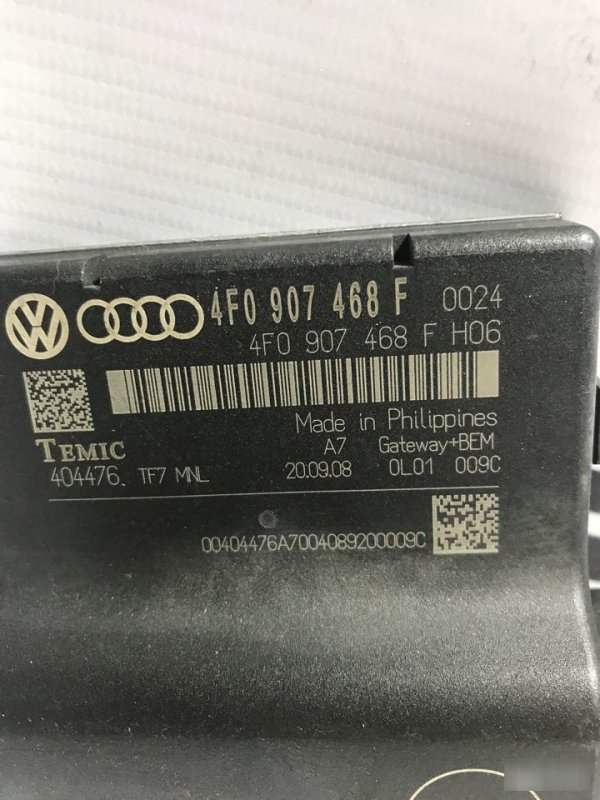 4F0 907 468 F 0024
4F0 907 468 F H06
Made in Philippines
TEMIC A7 Gateway+BEM
404476. TF7 MNL 20.09.08 0L01 009C
00404476A7004089200009C